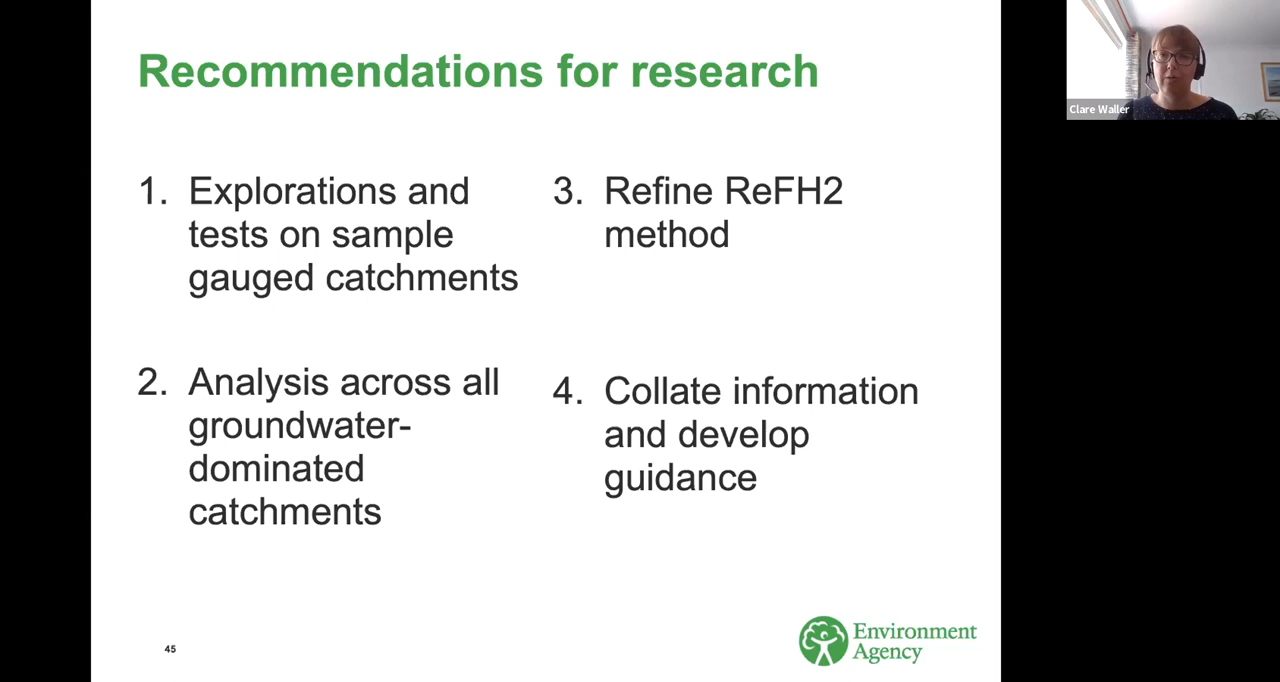 Recommendations for research
1. Explorations and
tests on sample
gauged catchments
2. Analysis across all
groundwater-
dominated
catchments
3. Refine ReFH2
method
4. Collate information
and develop
guidance
45
Environment
Agency
Clare Waller